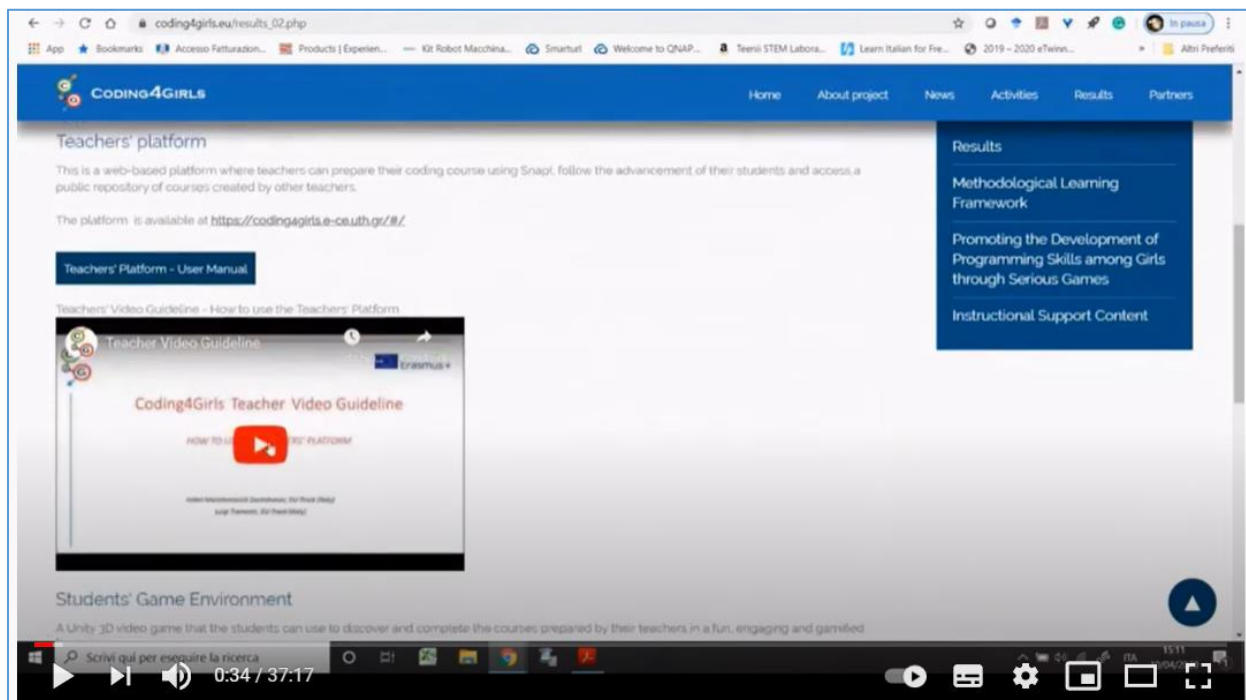 coding4girls.eu/results_02.php
In pausa
App Bookmarks Accesso Fatturazion... Products | Experien... Kit Robot Macchina... Smarturl Welcome to QNAP... Teenii STEM Labora... Learn Italian for Fre... 2019 – 2020 eTwinn... » Altri Preferiti
CODING4GIRLS
Home About project News Activities Results Partners
Teachers' platform
This is a web-based platform where teachers can prepare their coding course using Snap!, follow the advancement of their students and access a
public repository of courses created by other teachers.
The platform is available at https://coding4girls.e-ce.uth.gr/#/
Teachers' Platform - User Manual
Teachers' Video Guideline - How to use the Teachers' Platform
Teacher Video Guideline
Erasmus+
Coding4Girls Teacher Video Guideline
HOW TO PLATFORM
Students' Game Environment
A Unity 3D video game that the students can use to discover and complete the courses prepared by their teachers in a fun, engaging and gamified
Results
Methodological Learning
Framework
Promoting the Development of
Programming Skills among Girls
through Serious Games
Instructional Support Content
Scrivi qui per eseguire la ricerca
ITA
15:11
0:34 / 37:17